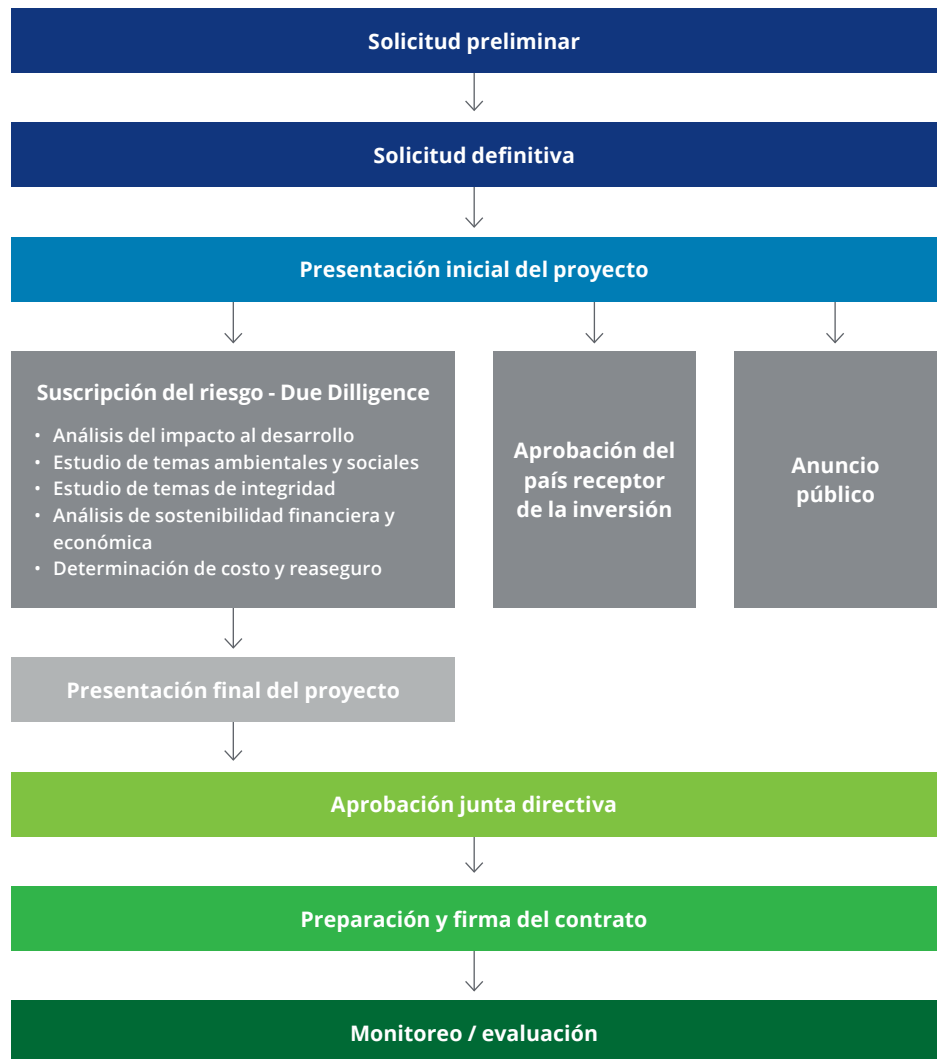 Solicitud preliminar
Solicitud definitiva
Presentación inicial del proyecto
Suscripción del riesgo - Due Dilligence
• Análisis del impacto al desarrollo
• Estudio de temas ambientales y sociales
• Estudio de temas de integridad
• Análisis de sostenibilidad financiera y
económica
• Determinación de costo y reaseguro
Aprobación del
país receptor
de la inversión
Anuncio
público
Presentación final del proyecto
Aprobación junta directiva
Preparación y firma del contrato
Monitoreo / evaluación